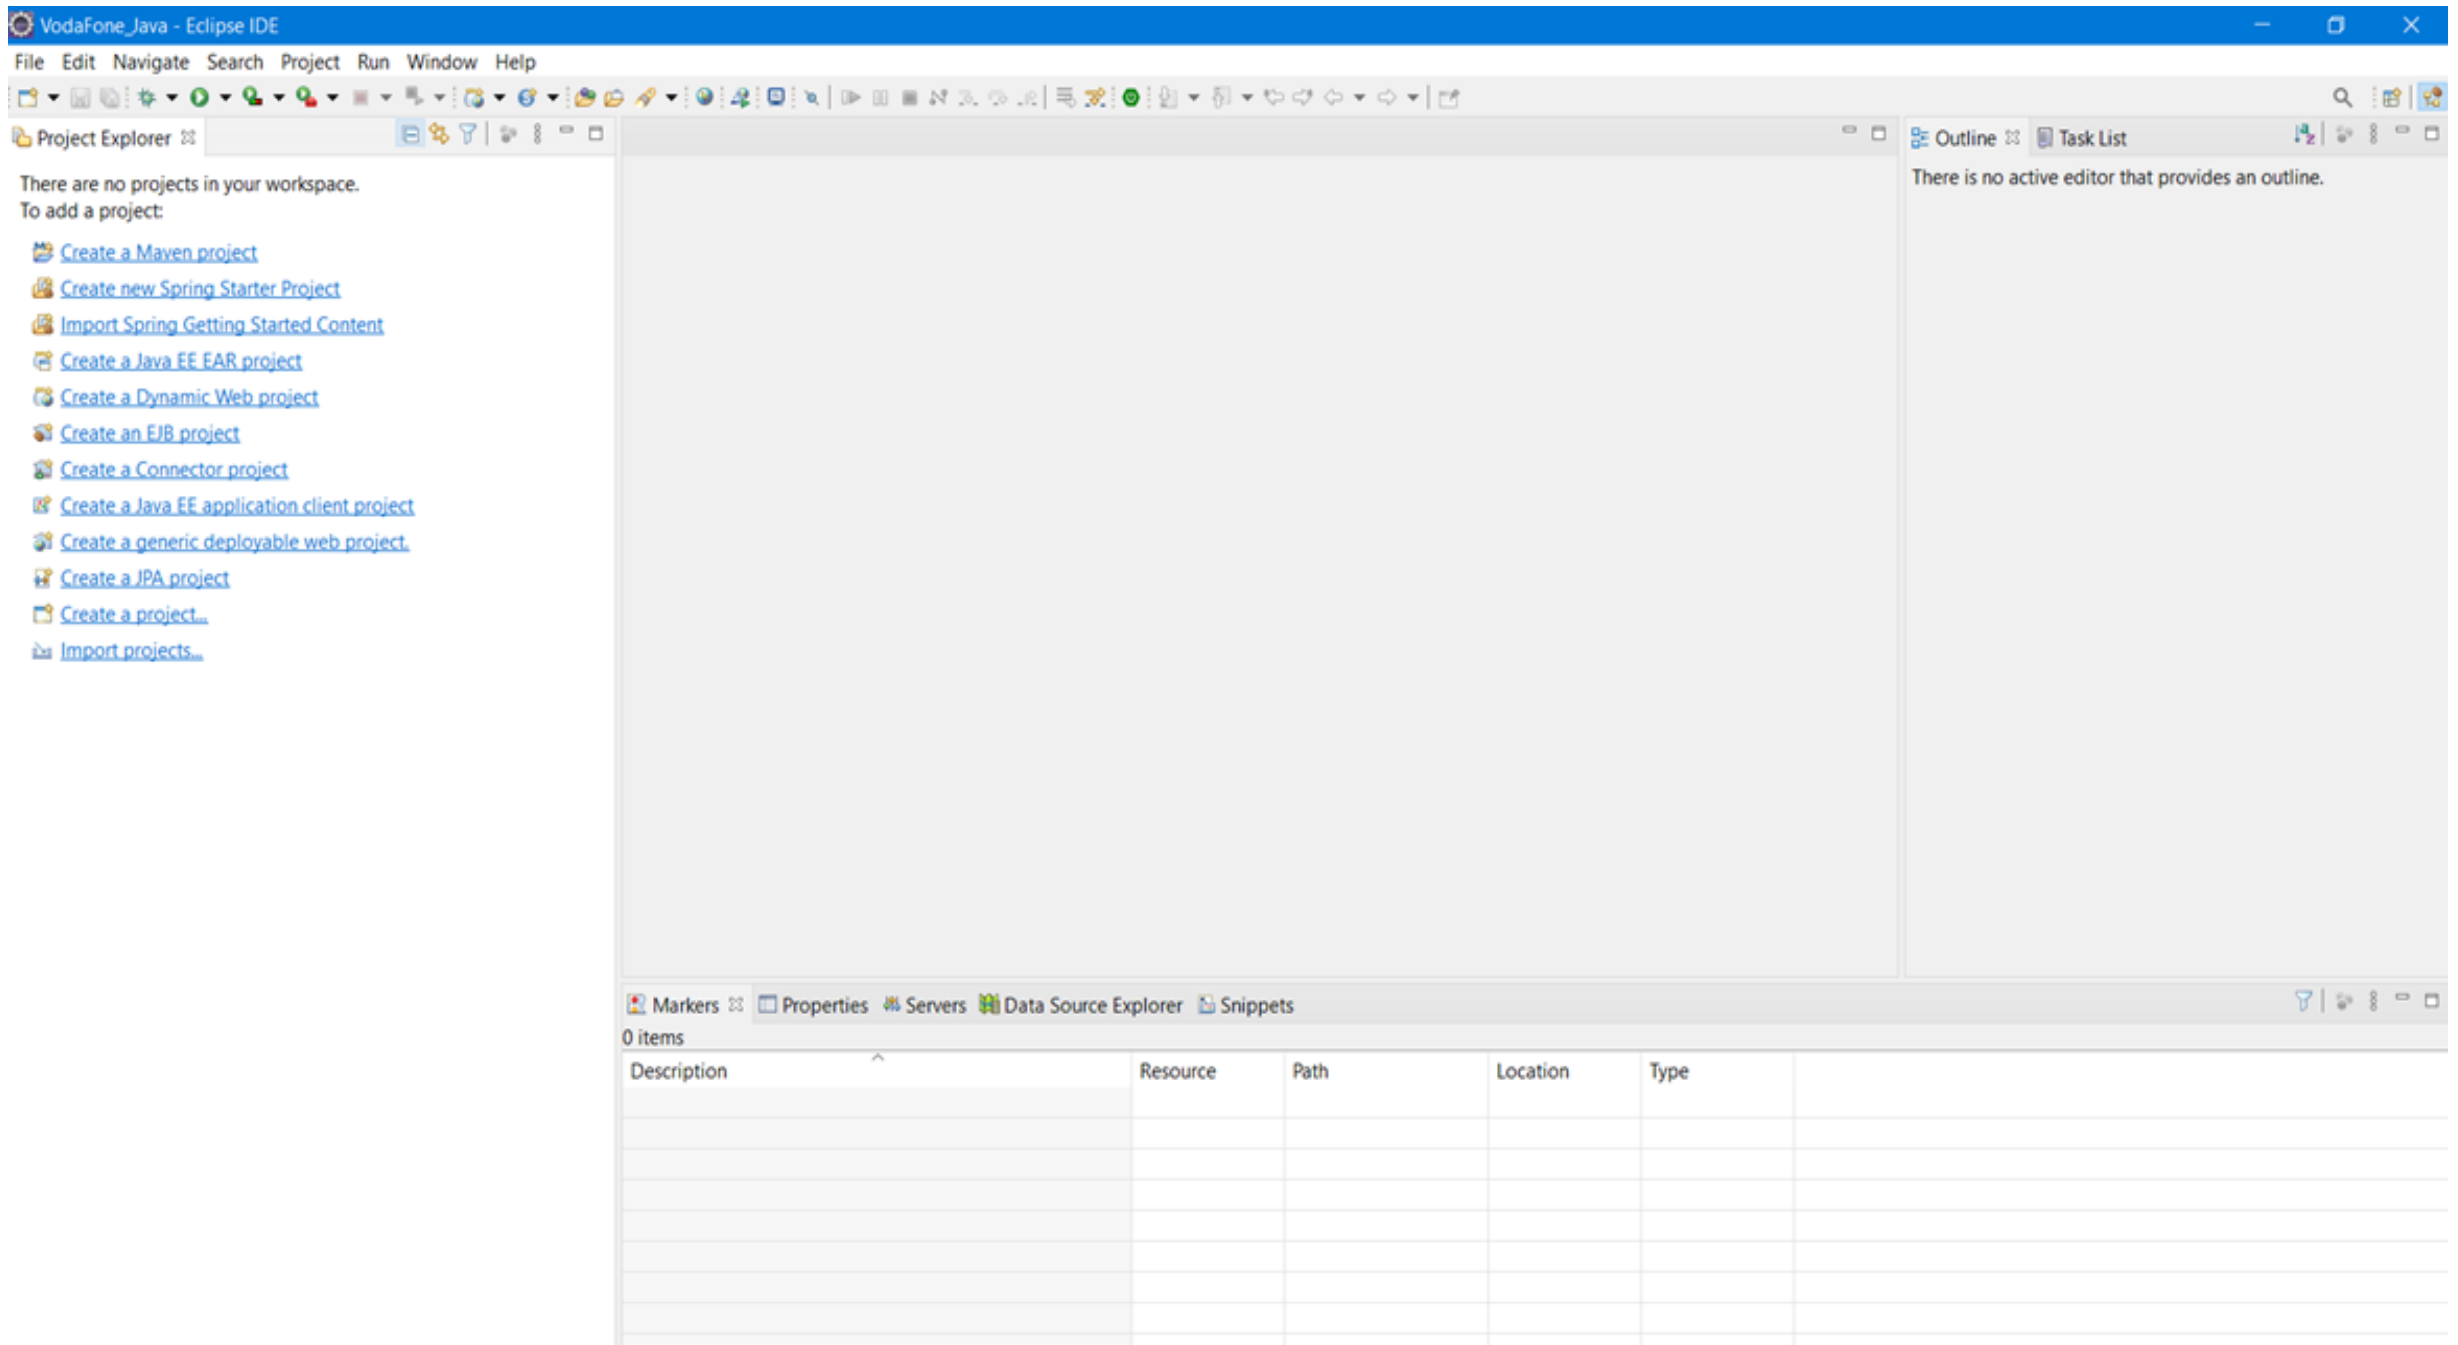 VodaFone_Java - Eclipse IDE
File Edit Navigate Search Project Run Window Help
Project Explorer
There are no projects in your workspace.
To add a project:
Create a Maven project
Create new Spring Starter Project
Import Spring Getting Started Content
Create a Java EE EAR project
Create a Dynamic Web project
Create an EJB project
Create a Connector project
Create a Java EE application client project
Create a generic deployable web project.
Create a JPA project
Create a project...
Import projects...
Outline Task List
There is no active editor that provides an outline.
Markers Properties Servers Data Source Explorer Snippets
0 items
Description Resource Path Location Type